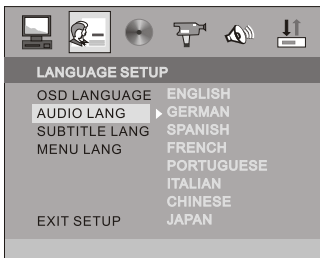 LANGUAGE SETUP
OSD LANGUAGE ENGLISH
AUDIO LANG GERMAN
SUBTITLE LANG SPANISH
MENU LANG FRENCH
PORTUGUESE
ITALIAN
CHINESE
EXIT SETUP JAPAN